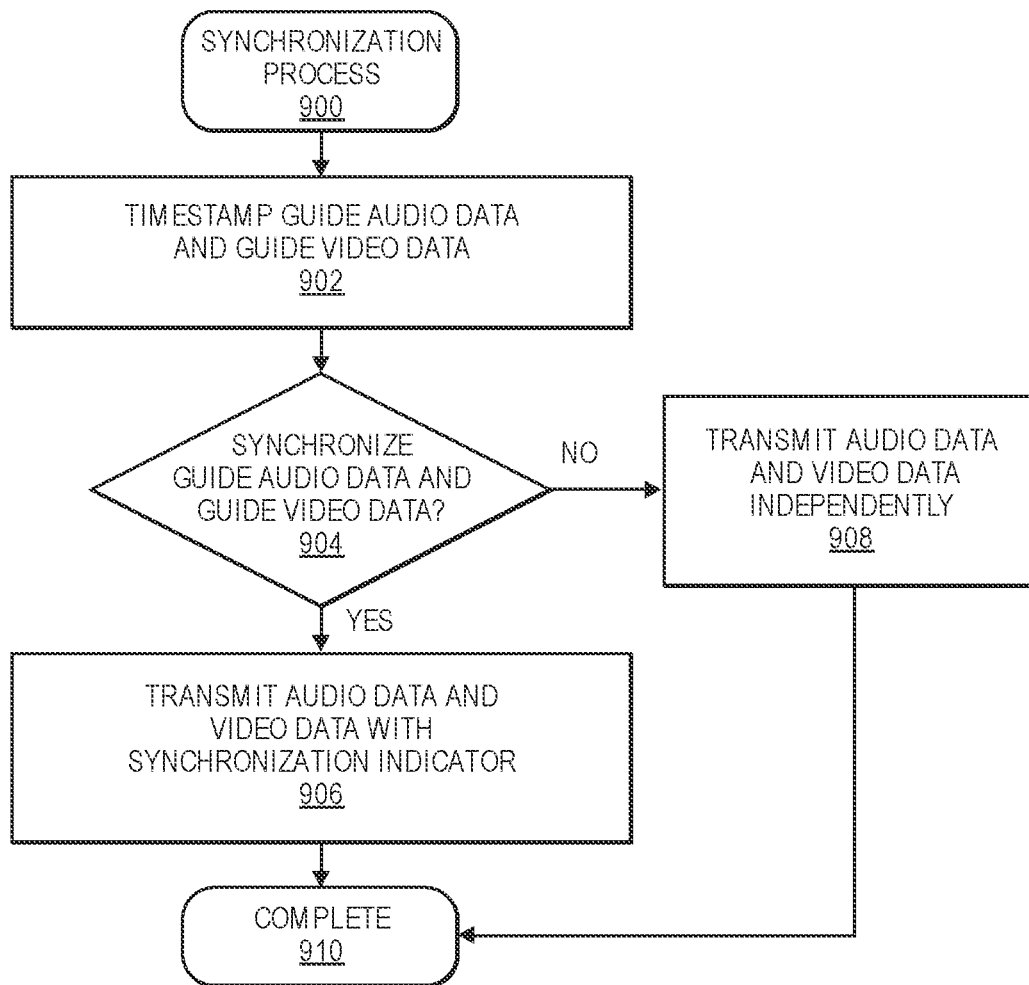 SYNCHRONIZATION
PROCESS
900
TIMESTAMP GUIDE AUDIO DATA
AND GUIDE VIDEO DATA
902
SYNCHRONIZE
GUIDE AUDIO DATA AND
GUIDE VIDEO DATA?
904
NO
TRANSMIT AUDIO DATA
AND VIDEO DATA
INDEPENDENTLY
908
YES
TRANSMIT AUDIO DATA AND
VIDEO DATA WITH
SYNCHRONIZATION INDICATOR
906
COMPLETE
910